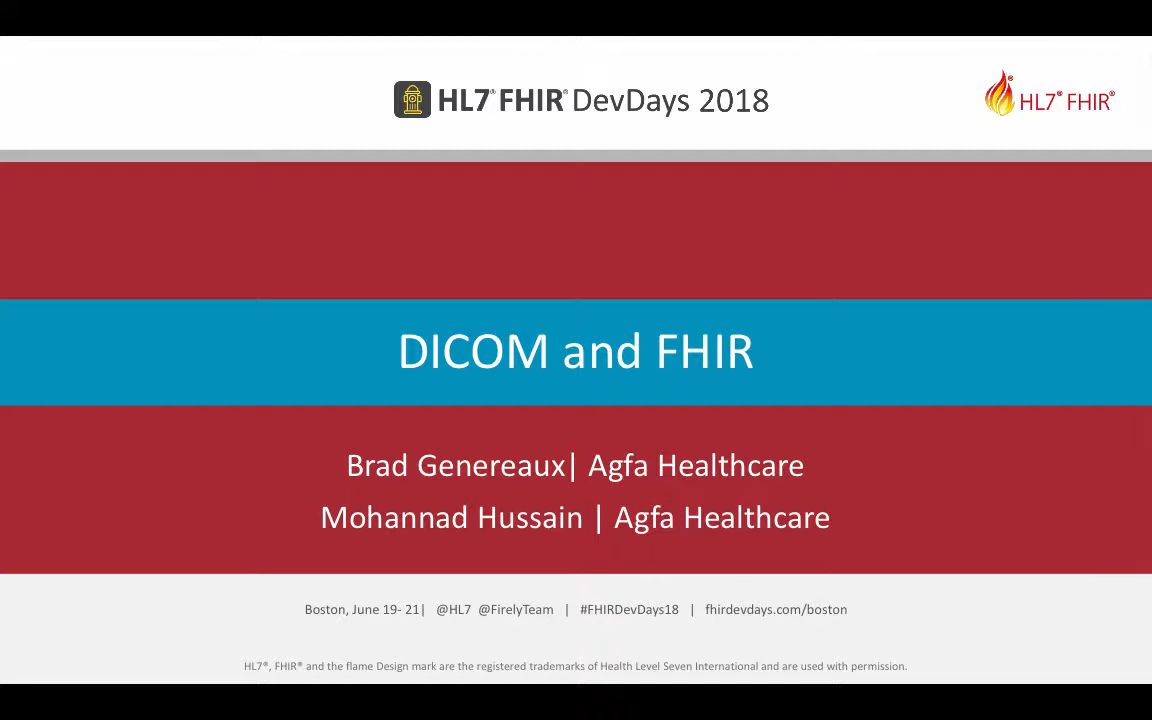 HL7® FHIR® DevDays 2018
HL7® FHIR®
DICOM and FHIR
Brad Genereaux| Agfa Healthcare
Mohannad Hussain | Agfa Healthcare
Boston, June 19- 21| @HL7 @FirelyTeam | #FHIRDevDays18 | fhirdevdays.com/boston
HL7®, FHIR® and the flame Design mark are the registered trademarks of Health Level Seven International and are used with permission.